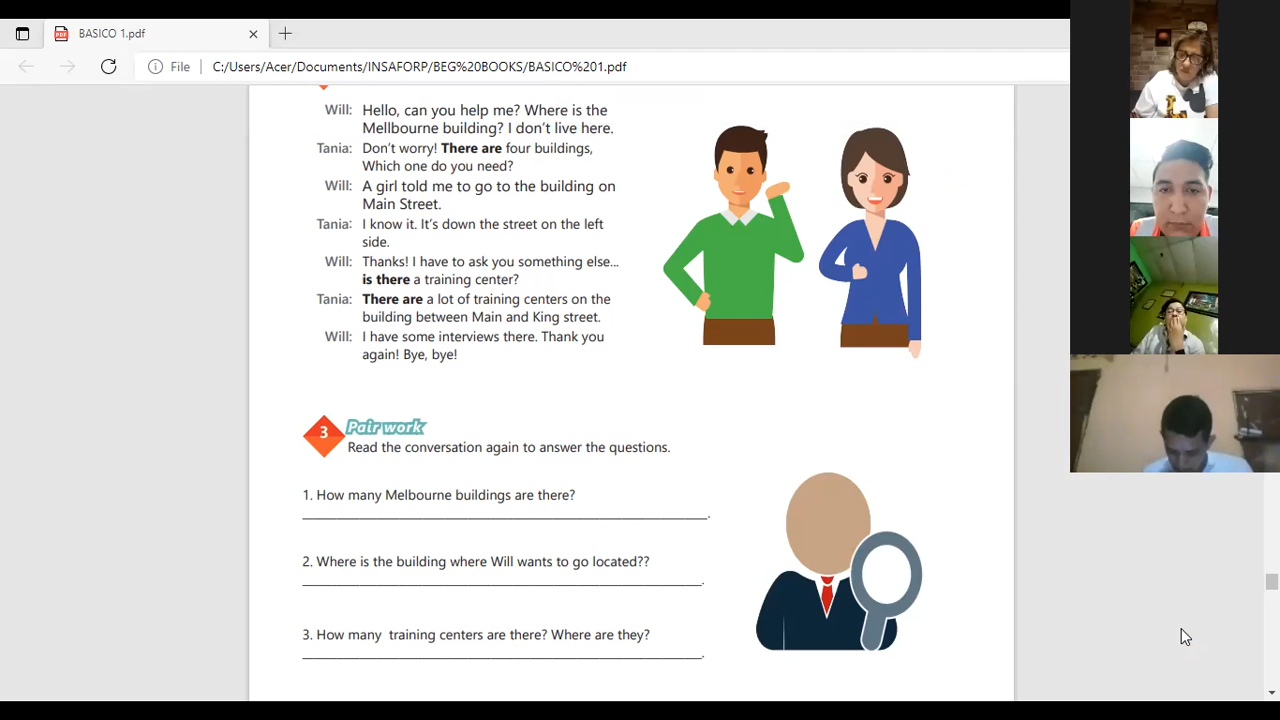 BASICO 1.pdf
File
C:/Users/Acer/Documents/INSAFORP/BEG%20BOOKS/BASICO%201.pdf
Will: Hello, can you help me? Where is the
Mellbourne building? I don't live here.
Tania: Don't worry! There are four buildings,
Which one do you need?
Will: A girl told me to go to the building on
Main Street.
Tania: I know it. It's down the street on the left
side.
Will: Thanks! I have to ask you something else...
is there a training center?
Tania: There are a lot of training centers on the
building between Main and King street.
Will: I have some interviews there. Thank you
again! Bye, bye!
3 Pair work
Read the conversation again to answer the questions.
1. How many Melbourne buildings are there?
2. Where is the building where Will wants to go located??
3. How many training centers are there? Where are they?